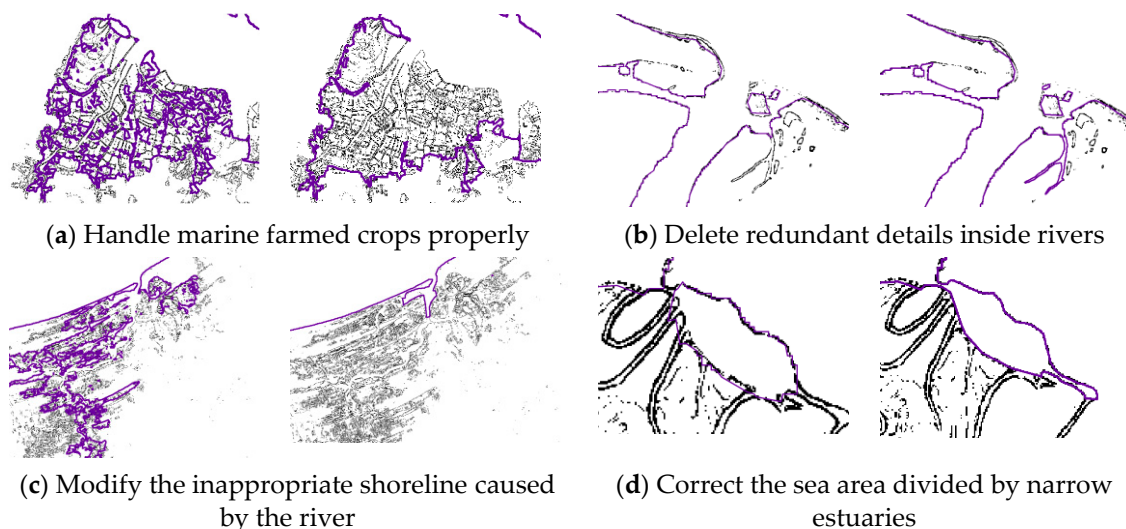 (a) Handle marine farmed crops properly
(b) Delete redundant details inside rivers
(c) Modify the inappropriate shoreline caused
by the river
(d) Correct the sea area divided by narrow
estuaries